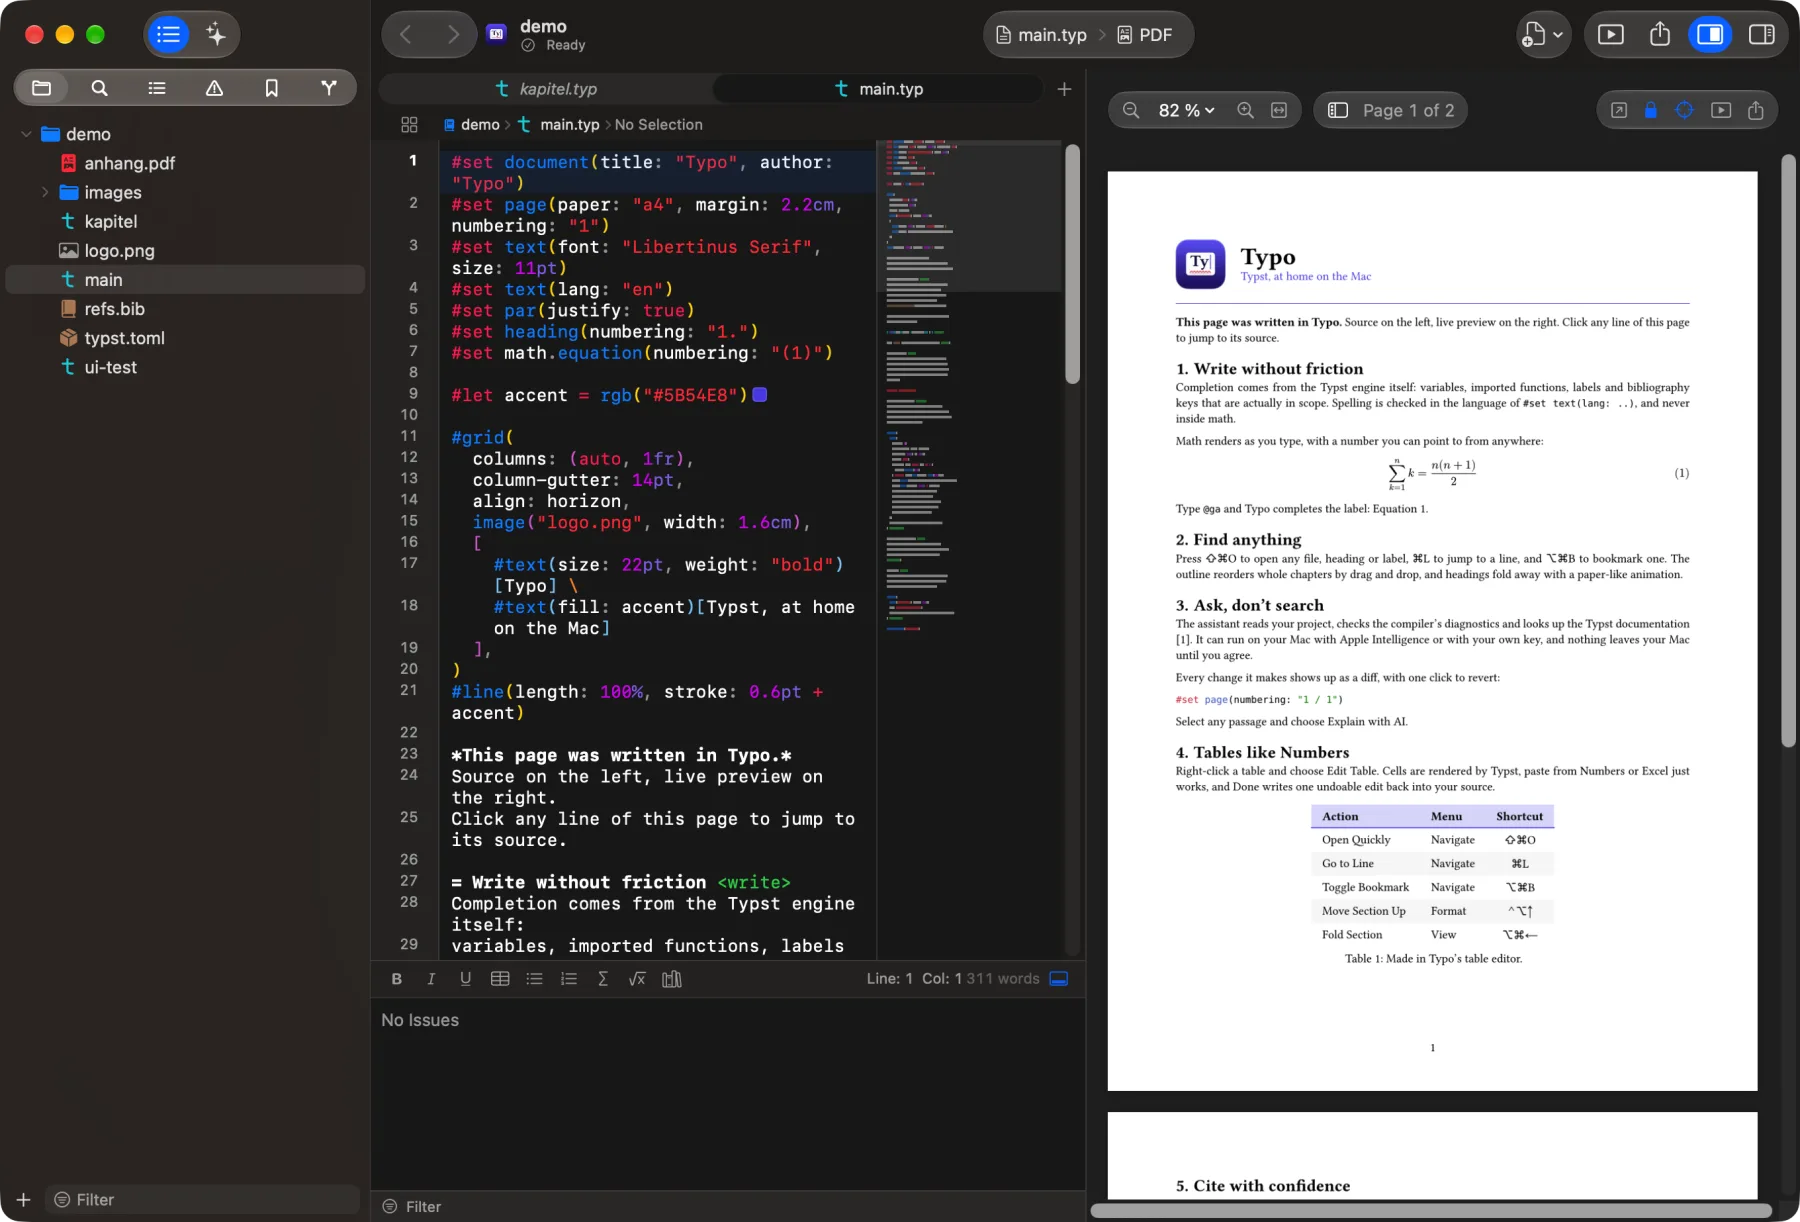 demo
Ready
main.typ
PDF
demo
anhang.pdf
images
kapitel
logo.png
main
refs.bib
typst.toml
ui-test
Filter
kapitel.typ
main.typ
demo
main.typ
No Selection
1 #set document(title: "Typo", author:
"Typo")
2 #set page(paper: "a4", margin: 2.2cm,
numbering: "1")
3 #set text(font: "Libertinus Serif",
size: 11pt)
4 #set text(lang: "en")
5 #set par(justify: true)
6 #set heading(numbering: "1.")
7 #set math.equation(numbering: "(1)")
8
9 #let accent = rgb("#5B54E8")
10
11 #grid(
12 columns: (auto, 1fr),
13 column-gutter: 14pt,
14 align: horizon,
15 image("logo.png", width: 1.6cm),
16 [
17 #text(size: 22pt, weight: "bold")
[Typo] \
18 #text(fill: accent)[Typst, at home
on the Mac]
19 ],
20 )
21 #line(length: 100%, stroke: 0.6pt +
accent)
22
23 *This page was written in Typo.*
24 Source on the left, live preview on
the right.
25 Click any line of this page to jump to
its source.
26
27 = Write without friction <write>
28 Completion comes from the Typst engine
itself:
29 variables, imported functions, labels
B I U
Line: 1 Col: 1 311 words
No Issues
Filter
82 %
Page 1 of 2
Ty
Typo
Typst, at home on the Mac
This page was written in Typo. Source on the left, live preview on the right. Click any line of this page
to jump to its source.
1. Write without friction
Completion comes from the Typst engine itself: variables, imported functions, labels and bibliography
keys that are actually in scope. Spelling is checked in the language of #set text(lang: ..), and never
inside math.
Math renders as you type, with a number you can point to from anywhere:
∑ n k=1 k = n(n + 1) / 2 (1)
Type @ga and Typo completes the label: Equation 1.
2. Find anything
Press ⇧⌘O to open any file, heading or label, ⌘L to jump to a line, and ⌥⌘B to bookmark one. The
outline reorders whole chapters by drag and drop, and headings fold away with a paper-like animation.
3. Ask, don't search
The assistant reads your project, checks the compiler's diagnostics and looks up the Typst documentation
[1]. It can run on your Mac with Apple Intelligence or with your own key, and nothing leaves your Mac
until you agree.
Every change it makes shows up as a diff, with one click to revert:
#set page(numbering: "1 / 1")
Select any passage and choose Explain with AI.
4. Tables like Numbers
Right-click a table and choose Edit Table. Cells are rendered by Typst, paste from Numbers or Excel just
works, and Done writes one undoable edit back into your source.
Action Menu Shortcut
Open Quickly Navigate ⇧⌘O
Go to Line Navigate ⌘L
Toggle Bookmark Navigate ⌥⌘B
Move Section Up Format ^⌥↑
Fold Section View ⌥⌘←
Table 1: Made in Typo's table editor.
1
5. Cite with confidence